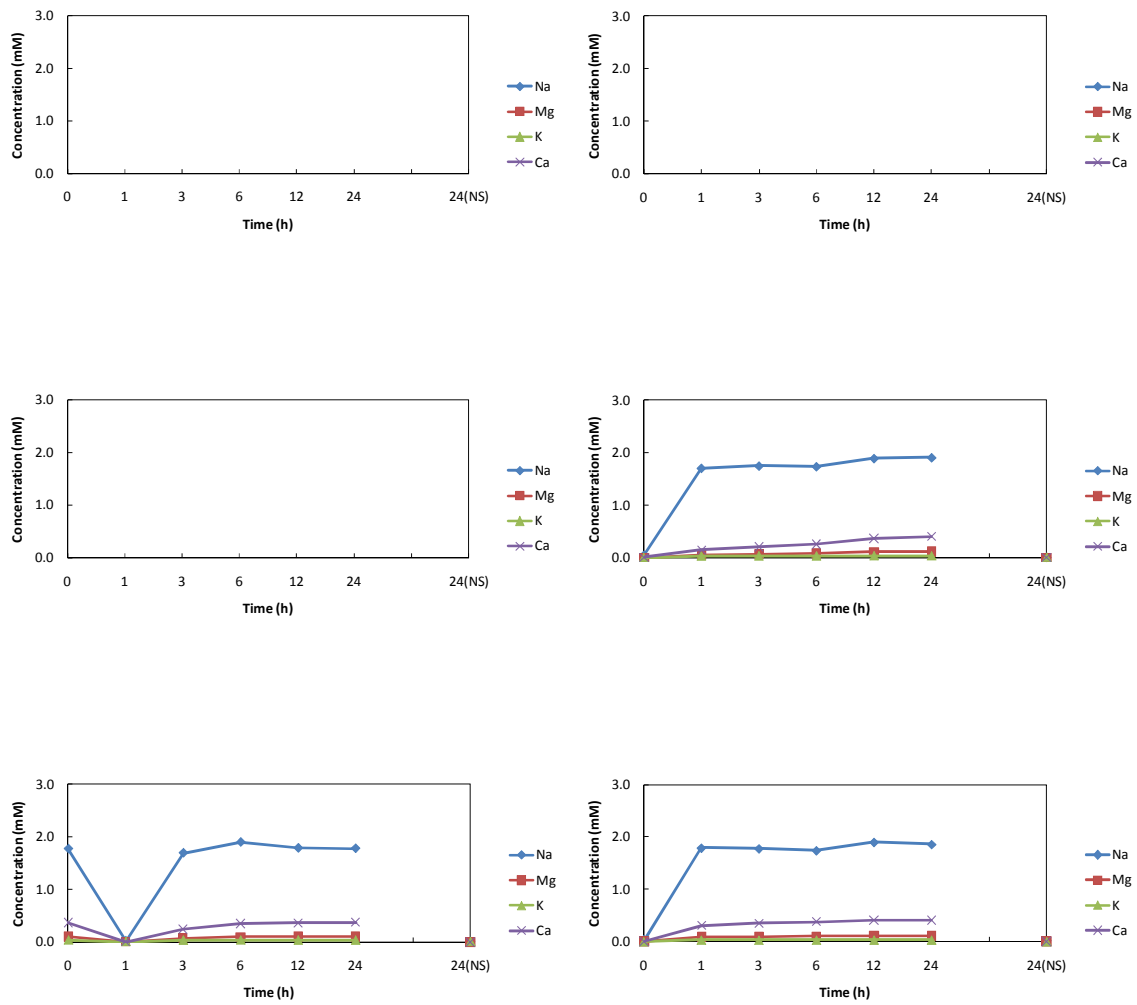 3.0
2.0
1.0
0.0
Concentration (mM)
0 1 3 6 12 24 24(NS)
Time (h)
Na
Mg
K
Ca
3.0
2.0
1.0
0.0
Concentration (mM)
0 1 3 6 12 24 24(NS)
Time (h)
Na
Mg
K
Ca
3.0
2.0
1.0
0.0
Concentration (mM)
0 1 3 6 12 24 24(NS)
Time (h)
Na
Mg
K
Ca
3.0
2.0
1.0
0.0
Concentration (mM)
0 1 3 6 12 24 24(NS)
Time (h)
Na
Mg
K
Ca
3.0
2.0
1.0
0.0
Concentration (mM)
0 1 3 6 12 24 24(NS)
Time (h)
Na
Mg
K
Ca
3.0
2.0
1.0
0.0
Concentration (mM)
0 1 3 6 12 24 24(NS)
Time (h)
Na
Mg
K
Ca